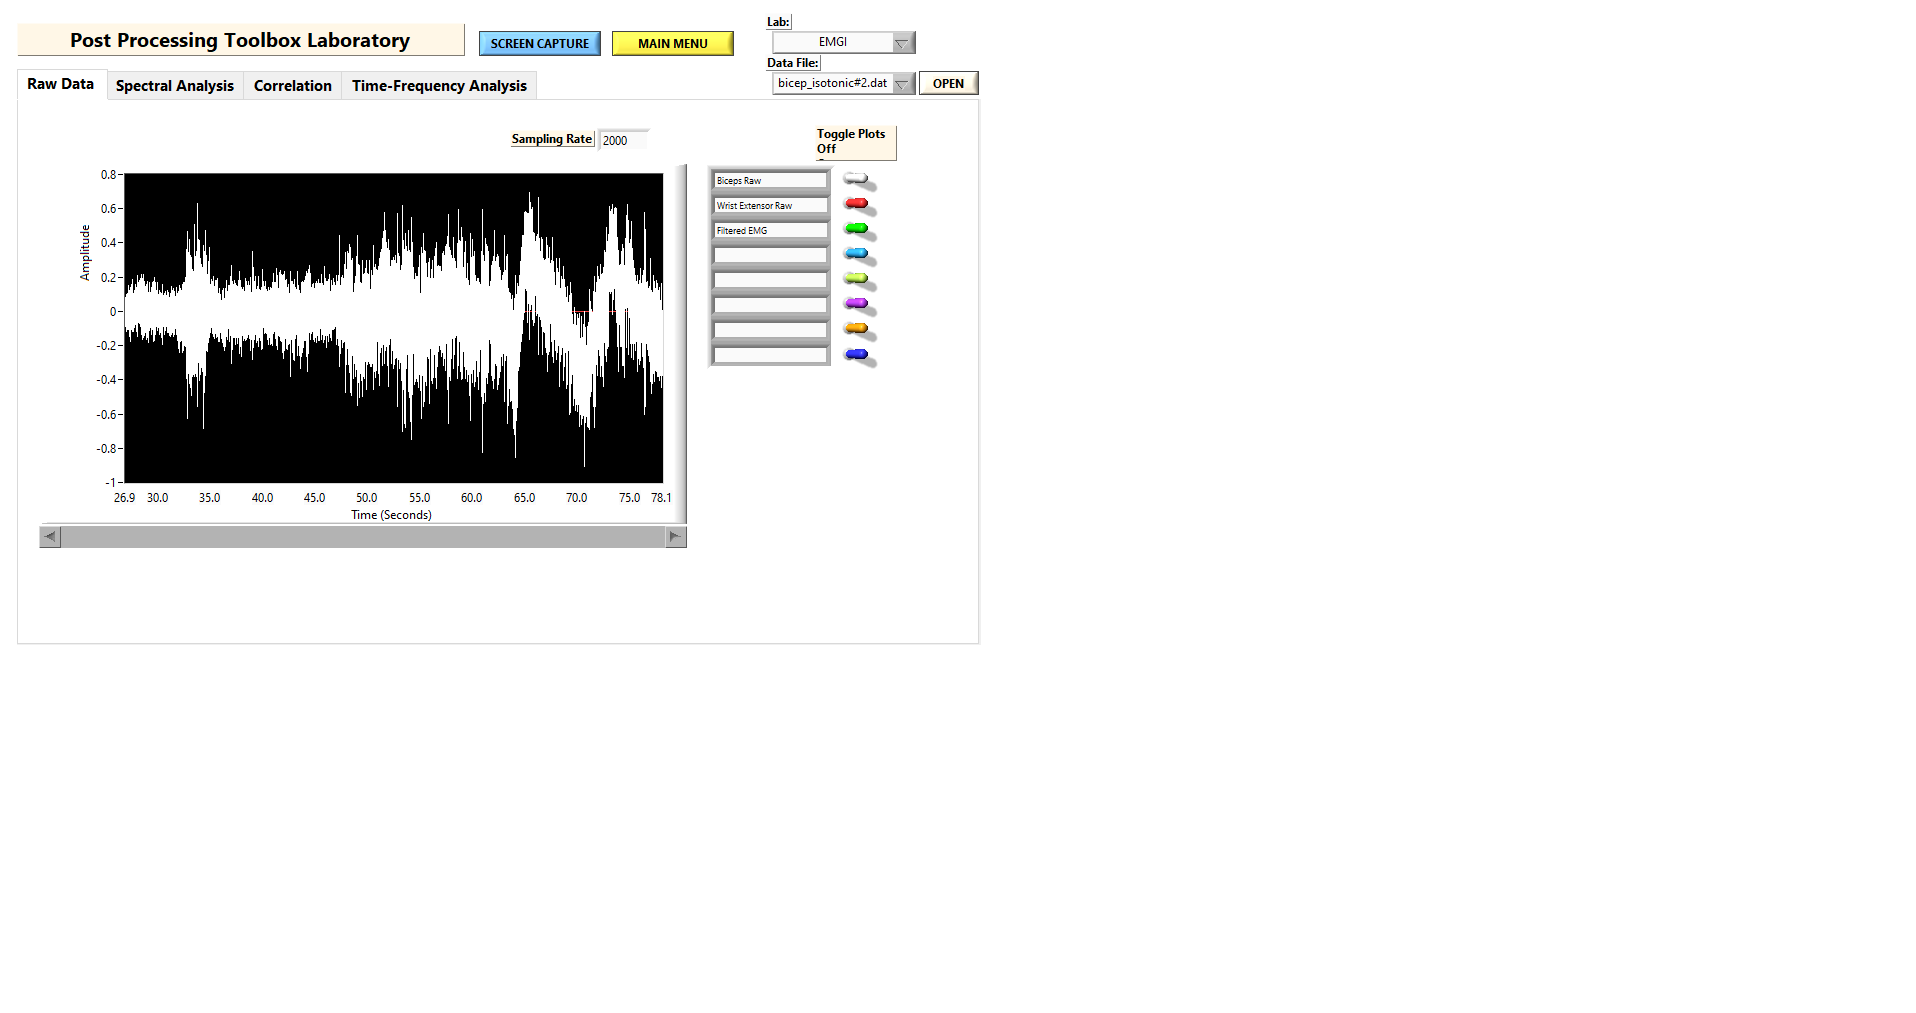 Post Processing Toolbox Laboratory
SCREEN CAPTURE
MAIN MENU
Lab:
EMGI
Data File:
bicep_isotonic#2.dat
OPEN
Raw Data
Spectral Analysis
Correlation
Time-Frequency Analysis
Sampling Rate
2000
Toggle Plots
Off
Biceps Raw
Wrist Extensor Raw
Filtered EMG
Amplitude
0.8
0.6
0.4
0.2
0
-0.2
-0.4
-0.6
-0.8
-1
26.9 30.0 35.0 40.0 45.0 50.0 55.0 60.0 65.0 70.0 75.0 78.1
Time (Seconds)